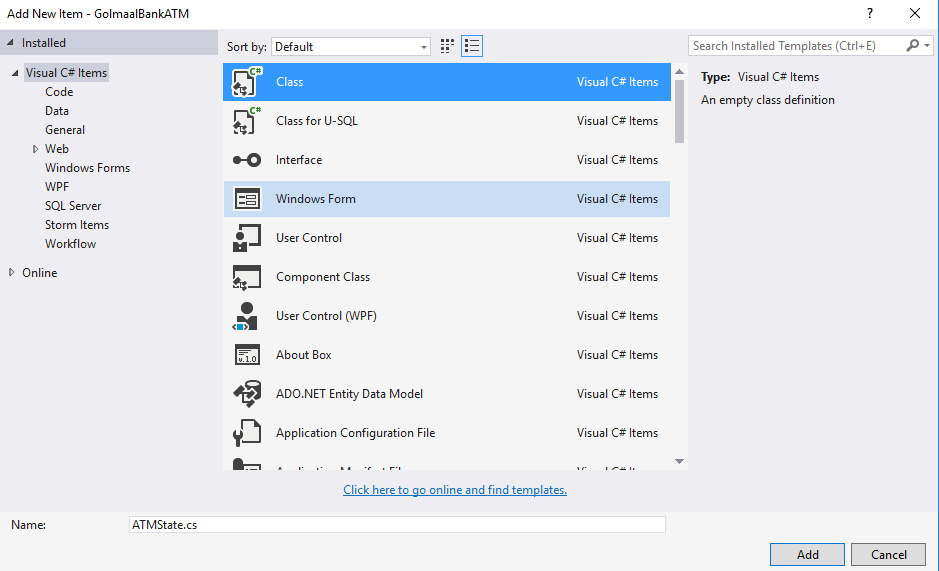 Add New Item - GolmaalBankATM
?
Installed
Sort by:
Default
Search Installed Templates (Ctrl+E)
Visual C# Items
Code
Data
General
Web
Windows Forms
WPF
SQL Server
Storm Items
Workflow
Online
C#
Class
Visual C# Items
C#
Class for U-SQL
Visual C# Items
Interface
Visual C# Items
Windows Form
Visual C# Items
User Control
Visual C# Items
Component Class
Visual C# Items
User Control (WPF)
Visual C# Items
v.1.0
About Box
Visual C# Items
ADO.NET Entity Data Model
Visual C# Items
Application Configuration File
Visual C# Items
Type: Visual C# Items
An empty class definition
Click here to go online and find templates.
Name:
ATMState.cs
Add
Cancel